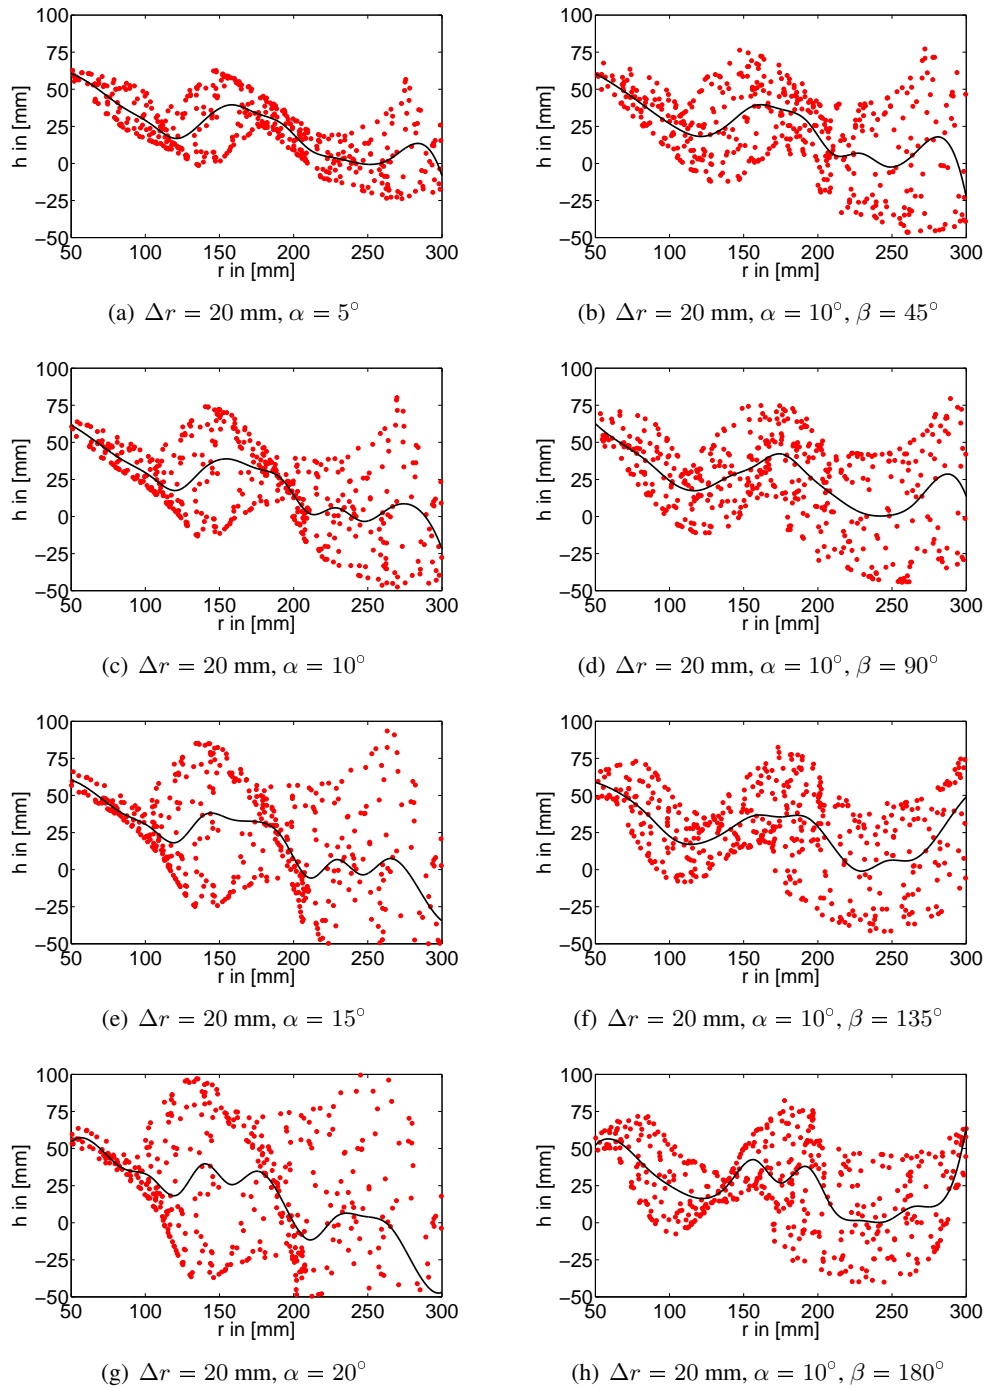 100
75
50
25
0
−25
−50
50 100 150 200 250 300
h in [mm]
r in [mm]
(a) Δr = 20 mm, α = 5°
100
75
50
25
0
−25
−50
50 100 150 200 250 300
h in [mm]
r in [mm]
(b) Δr = 20 mm, α = 10°, β = 45°
100
75
50
25
0
−25
−50
50 100 150 200 250 300
h in [mm]
r in [mm]
(c) Δr = 20 mm, α = 10°
100
75
50
25
0
−25
−50
50 100 150 200 250 300
h in [mm]
r in [mm]
(d) Δr = 20 mm, α = 10°, β = 90°
100
75
50
25
0
−25
−50
50 100 150 200 250 300
h in [mm]
r in [mm]
(e) Δr = 20 mm, α = 15°
100
75
50
25
0
−25
−50
50 100 150 200 250 300
h in [mm]
r in [mm]
(f) Δr = 20 mm, α = 10°, β = 135°
100
75
50
25
0
−25
−50
50 100 150 200 250 300
h in [mm]
r in [mm]
(g) Δr = 20 mm, α = 20°
100
75
50
25
0
−25
−50
50 100 150 200 250 300
h in [mm]
r in [mm]
(h) Δr = 20 mm, α = 10°, β = 180°